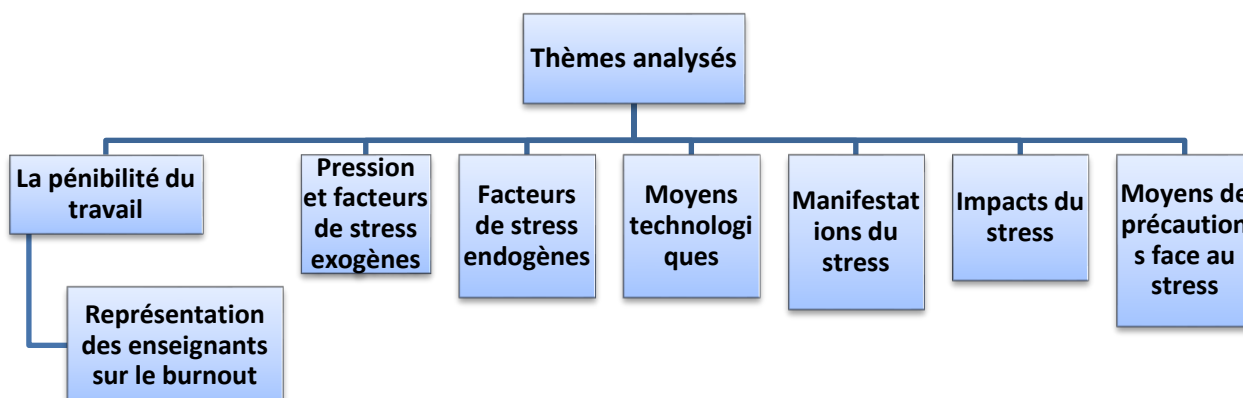 Thèmes analysés
La pénibilité du
travail
Pression
et facteurs
de stress
exogènes
Facteurs
de stress
endogènes
Moyens
technologi
ques
Manifestat
ions du
stress
Impacts du
stress
Moyens de
précaution
s face au
stress
Représentation
des enseignants
sur le burnout